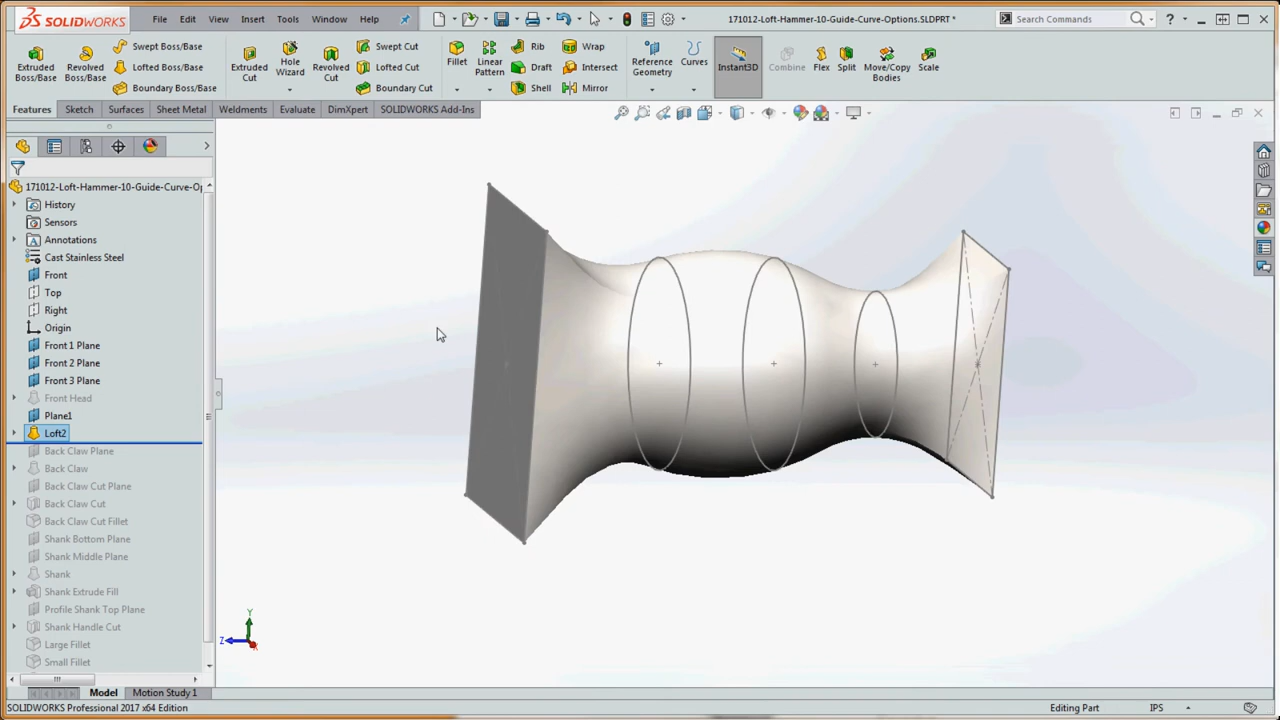 SOLIDWORKS
File Edit View Insert Tools Window Help
171012-Loft-Hammer-10-Guide-Curve-Options.SLDPRT *
Search Commands
Extruded Boss/Base
Revolved Boss/Base
Swept Boss/Base
Lofted Boss/Base
Boundary Boss/Base
Extruded Cut
Hole Wizard
Revolved Cut
Swept Cut
Lofted Cut
Boundary Cut
Fillet
Linear Pattern
Rib
Draft
Shell
Wrap
Intersect
Mirror
Reference Geometry
Curves
Instant3D
Combine
Flex
Split
Move/Copy Bodies
Scale
Features Sketch Surfaces Sheet Metal Weldments Evaluate DimXpert SOLIDWORKS Add-Ins
171012-Loft-Hammer-10-Guide-Curve-Op
History
Sensors
Annotations
Cast Stainless Steel
Front
Top
Right
Origin
Front 1 Plane
Front 2 Plane
Front 3 Plane
Front Head
Plane1
Loft2
Back Claw Plane
Back Claw
Back Claw Cut Plane
Back Claw Cut
Back Claw Cut Fillet
Shank Bottom Plane
Shank Middle Plane
Shank
Shank Extrude Fill
Profile Shank Top Plane
Shank Handle Cut
Large Fillet
Small Fillet
Y
Z
X
Model Motion Study 1
SOLIDWORKS Professional 2017 x64 Edition
Editing Part
IPS